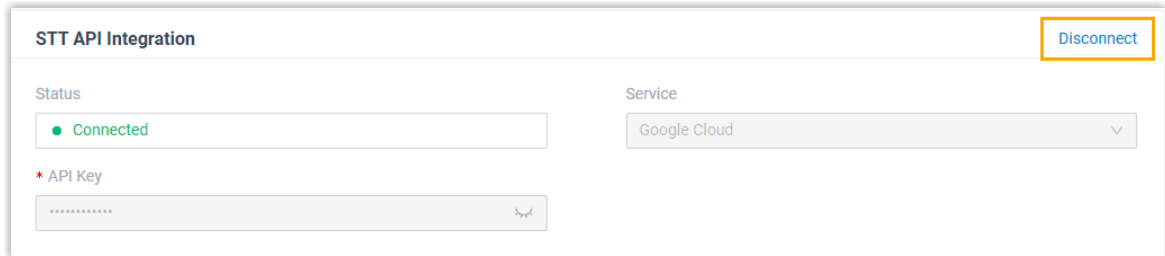 STT API Integration
Disconnect
Status
Service
Connected
Google Cloud
* API Key
••••••••••••